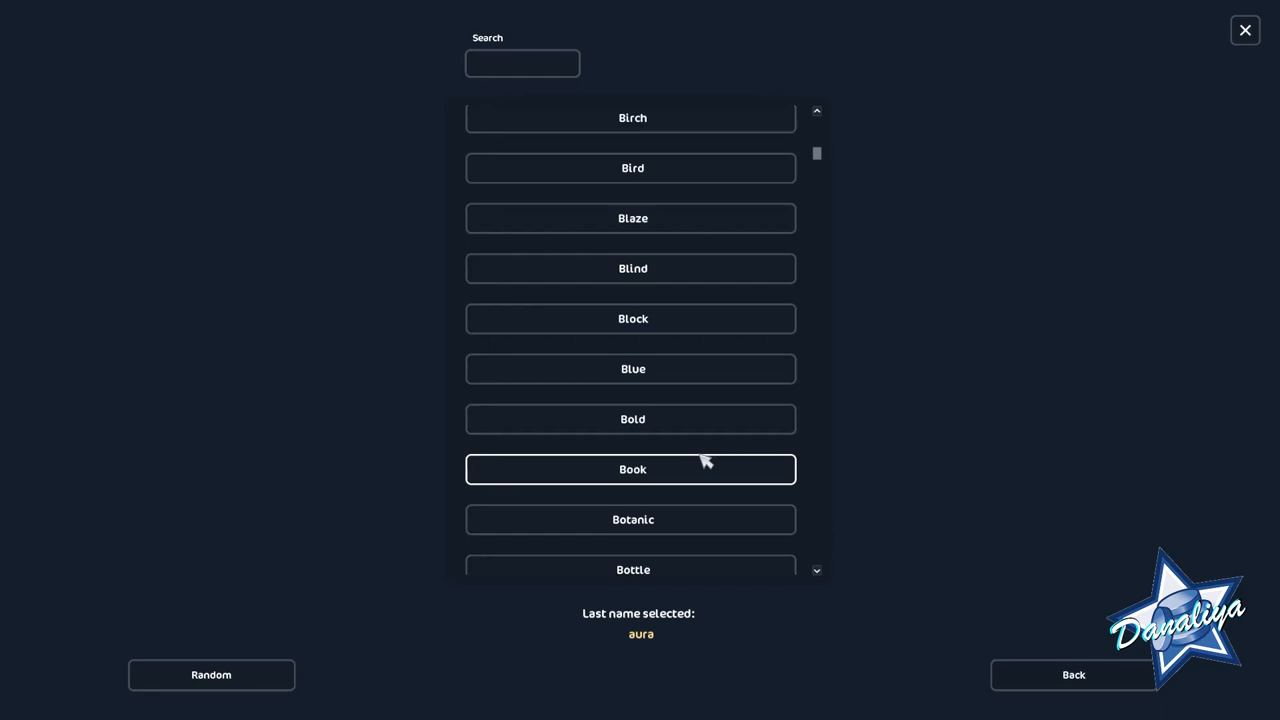 Search
Birch
Bird
Blaze
Blind
Block
Blue
Bold
Book
Botanic
Bottle
Last name selected:
aura
Random
Back
Danaliya